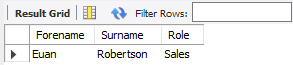 Result Grid Filter Rows:
Forename Surname Role
Euan Robertson Sales